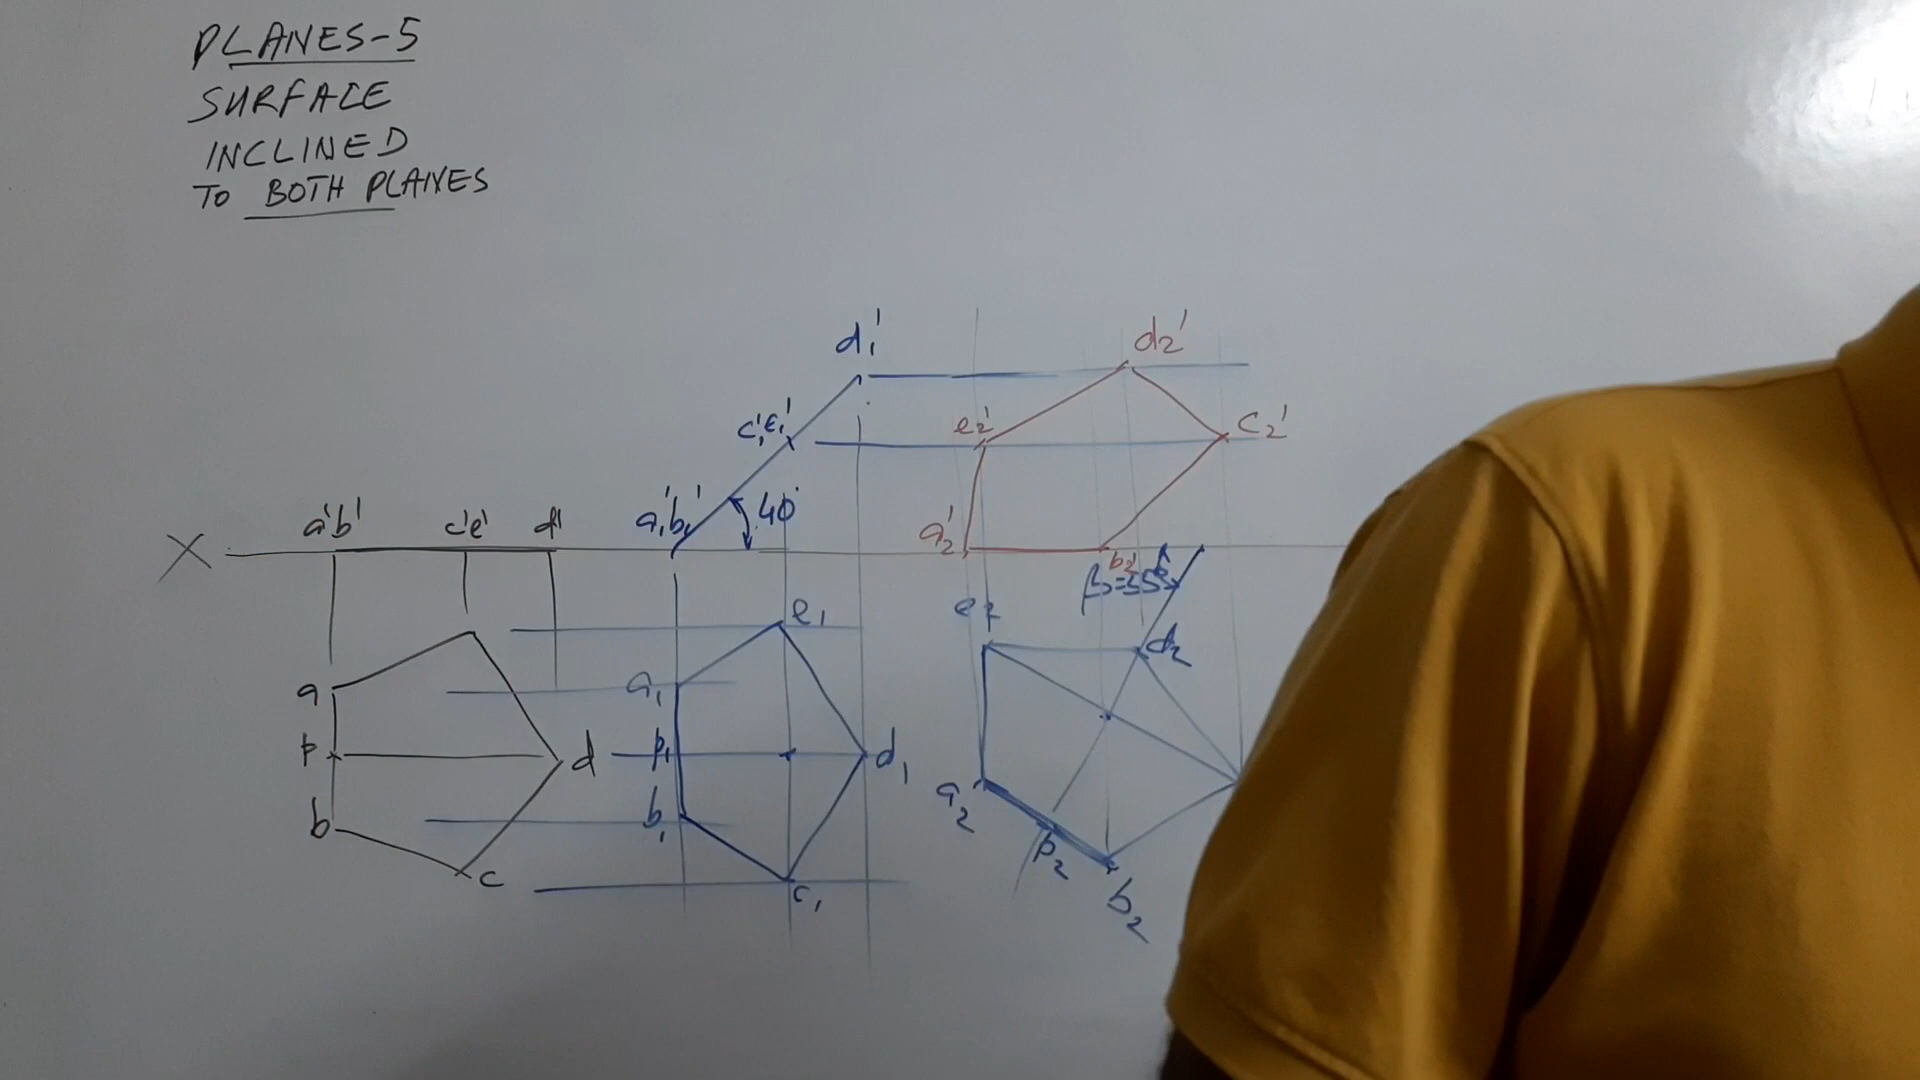 PLANES-5
SURFACE
INCLINED
TO BOTH PLANES
d₁'
d₂'
c₁'e₁'
e₂'
c₂'
X
a'b'
c'e'
d'
a₁'b₁'
40°
a₂'
b₂'
e₂
e₁
d₂
a
a₁
p
d
p₁
d₁
b
b₁
a₂
p₂
c
c₁
b₂